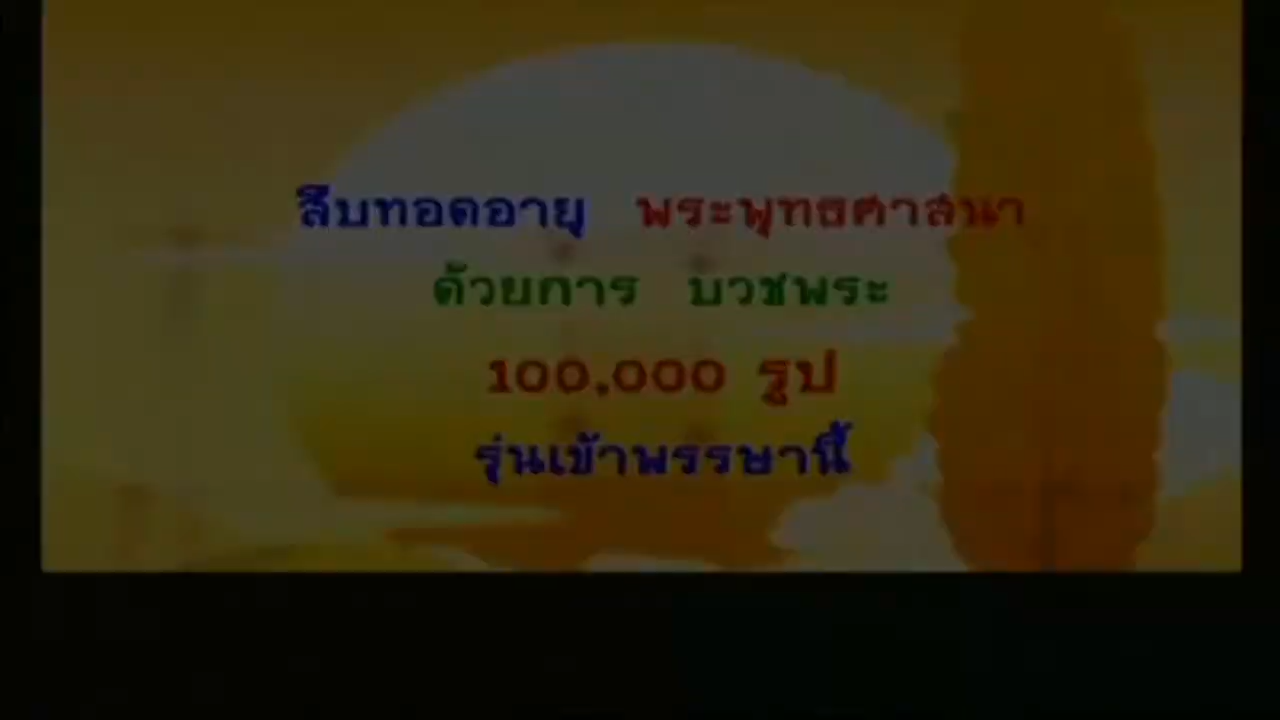 สืบทอดอายุ พระพุทธศาสนา
ด้วยการ บวชพระ
100,000 รูป
รุ่นเข้าพรรษานี้